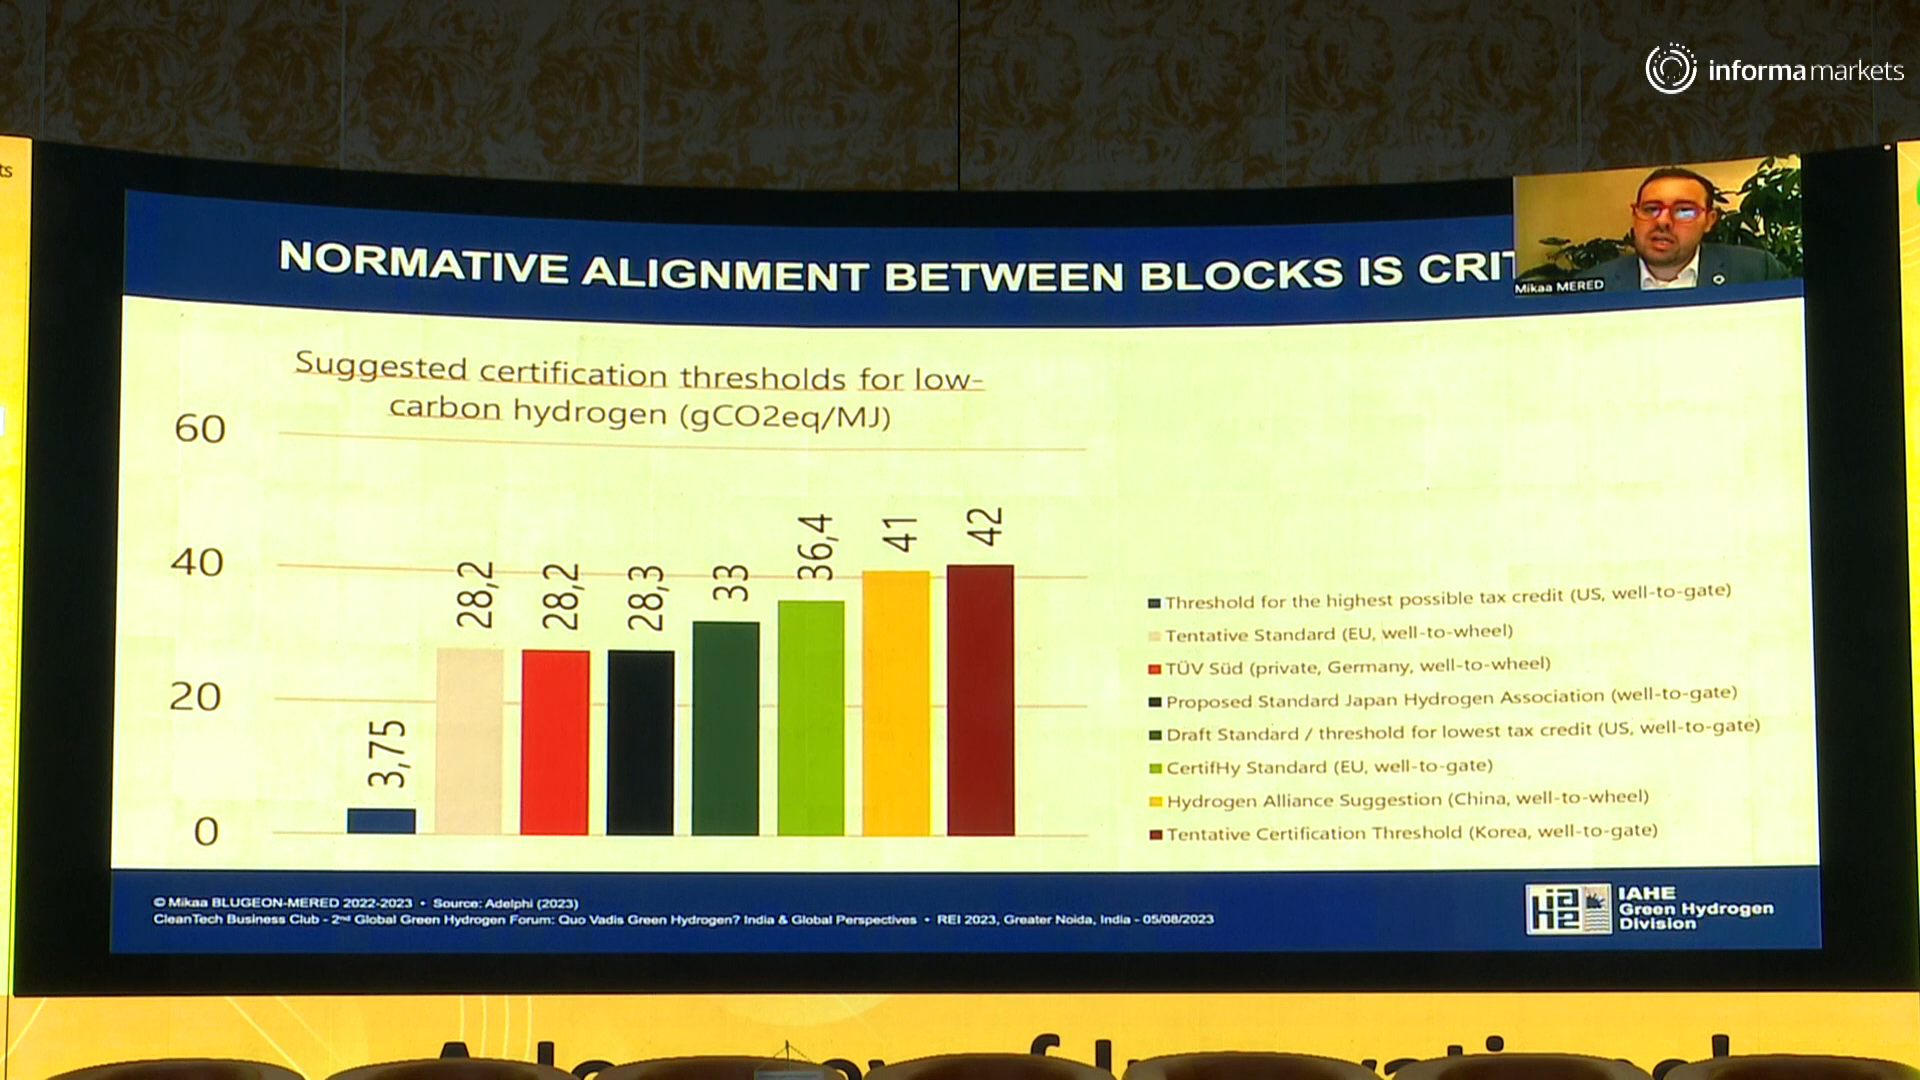 informa markets
ts
NORMATIVE ALIGNMENT BETWEEN BLOCKS IS CRIT
Mikaa MERED
Suggested certification thresholds for low-
carbon hydrogen (gCO2eq/MJ)
60
40
20
0
3,75
28,2
28,2
28,3
33
36,4
41
42
Threshold for the highest possible tax credit (US, well-to-gate)
Tentative Standard (EU, well-to-wheel)
TÜV Süd (private, Germany, well-to-wheel)
Proposed Standard Japan Hydrogen Association (well-to-gate)
Draft Standard / threshold for lowest tax credit (US, well-to-gate)
CertifHy Standard (EU, well-to-gate)
Hydrogen Alliance Suggestion (China, well-to-wheel)
Tentative Certification Threshold (Korea, well-to-gate)
© Mikaa BLUGEON-MERED 2022-2023 • Source: Adelphi (2023)
CleanTech Business Club - 2nd Global Green Hydrogen Forum: Quo Vadis Green Hydrogen? India & Global Perspectives • REI 2023, Greater Noida, India - 05/08/2023
IAHE
Green Hydrogen
Division